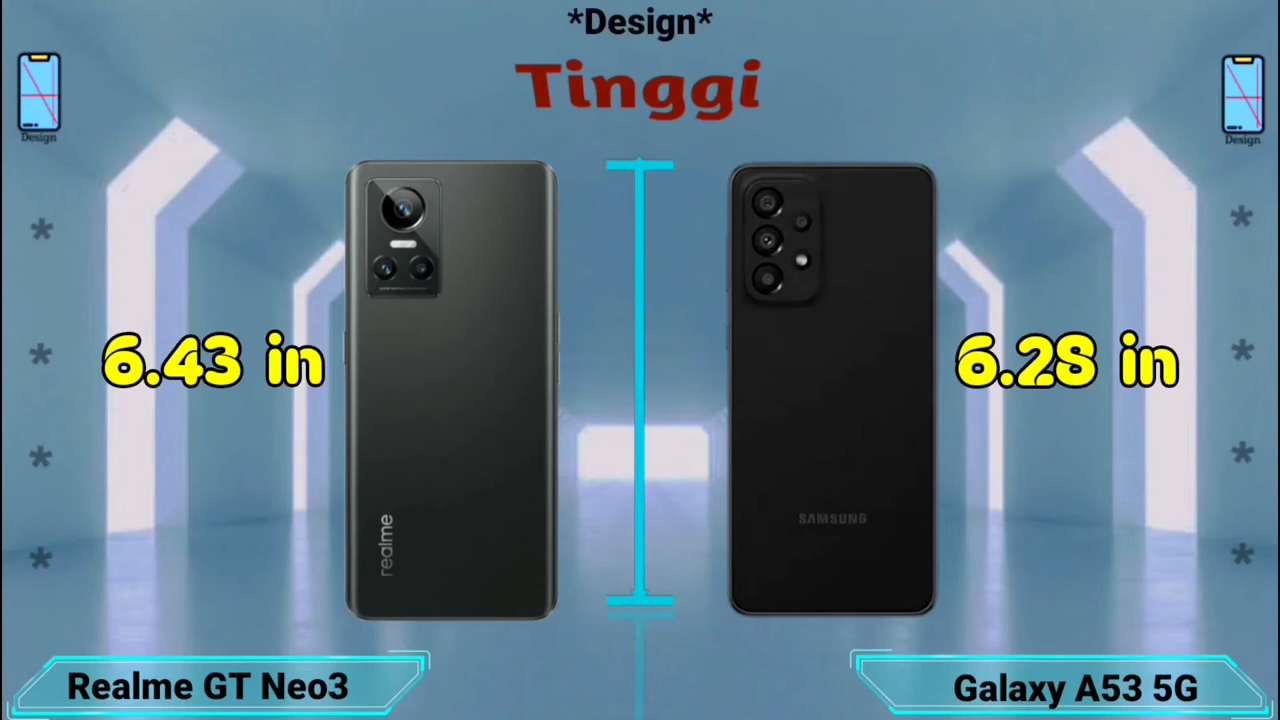 *Design*
Tinggi
Design
Design
6.43 in
6.28 in
realme
SAMSUNG
Realme GT Neo3
Galaxy A53 5G